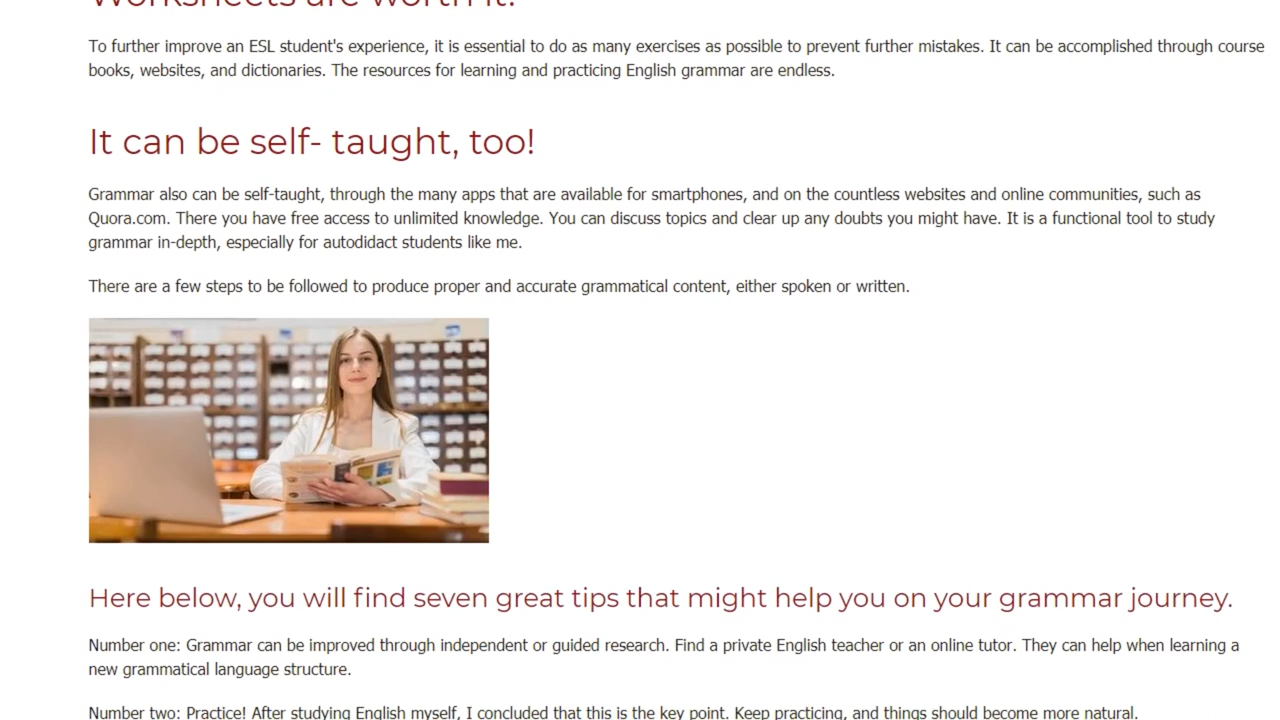 Worksheets are worth it!
To further improve an ESL student's experience, it is essential to do as many exercises as possible to prevent further mistakes. It can be accomplished through course
books, websites, and dictionaries. The resources for learning and practicing English grammar are endless.
It can be self- taught, too!
Grammar also can be self-taught, through the many apps that are available for smartphones, and on the countless websites and online communities, such as
Quora.com. There you have free access to unlimited knowledge. You can discuss topics and clear up any doubts you might have. It is a functional tool to study
grammar in-depth, especially for autodidact students like me.
There are a few steps to be followed to produce proper and accurate grammatical content, either spoken or written.
Here below, you will find seven great tips that might help you on your grammar journey.
Number one: Grammar can be improved through independent or guided research. Find a private English teacher or an online tutor. They can help when learning a
new grammatical language structure.
Number two: Practice! After studying English myself, I concluded that this is the key point. Keep practicing, and things should become more natural.